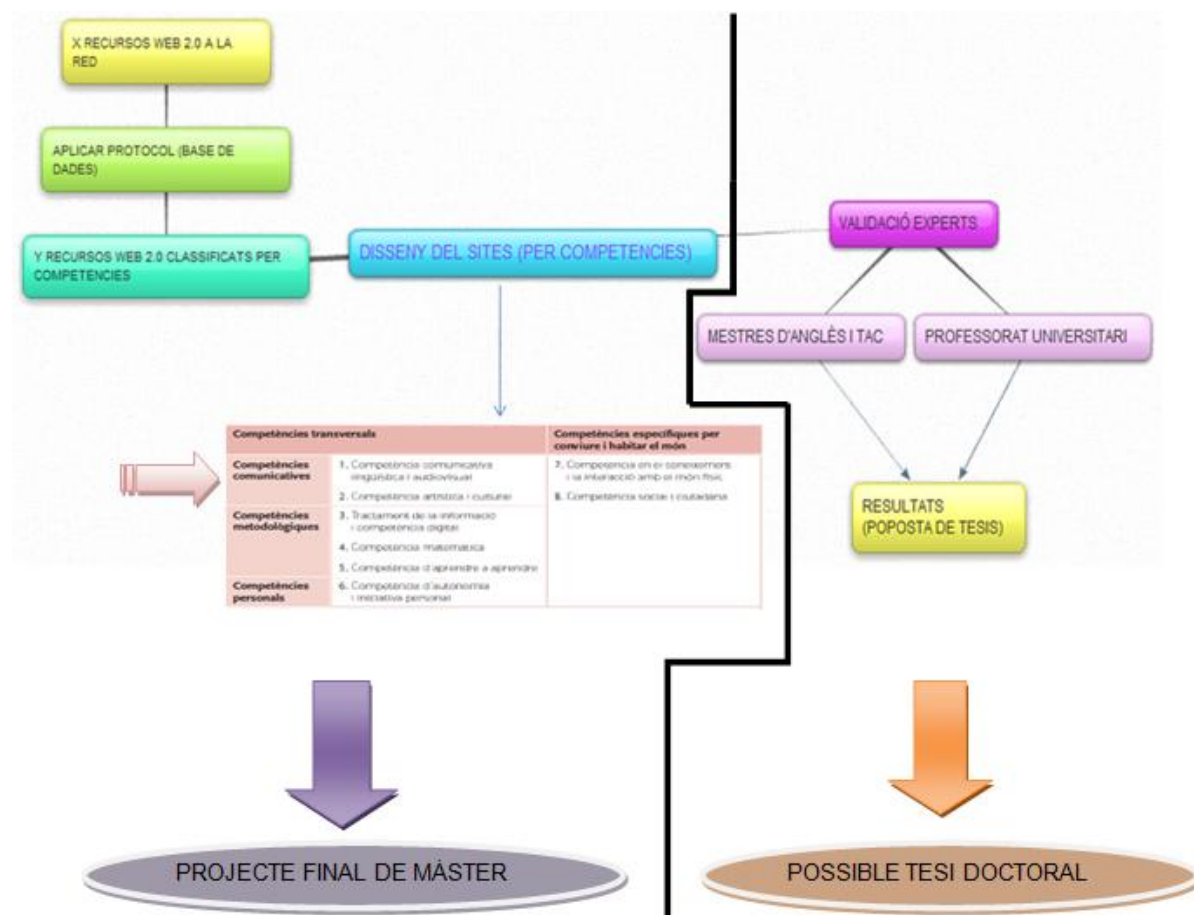 X RECURSOS WEB 2.0 A LA
RED
APLICAR PROTOCOL (BASE DE
DADES)
Y RECURSOS WEB 2.0 CLASSIFICATS PER
COMPETENCIES
DISSENY DEL SITES (PER COMPETENCIES)
VALIDACIÓ EXPERTS
MESTRES D'ANGLÈS I TAC
PROFESSORAT UNIVERSITARI
RESULTATS
(POPOSTA DE TESIS)
Competències transversals
Competències específiques per
conviure i habitar el món
Competències
comunicatives
1. Competència comunicativa
lingüística i audiovisual
2. Competència artística i cultural
7. Competència en el coneixement
i la interacció amb el món físic
8. Competència social i ciutadana
Competències
metodològiques
3. Tractament de la informació
i competència digital
4. Competència matemàtica
5. Competència d'aprendre a aprendre
Competències
personals
6. Competència d'autonomia
i iniciativa personal
PROJECTE FINAL DE MÀSTER
POSSIBLE TESI DOCTORAL